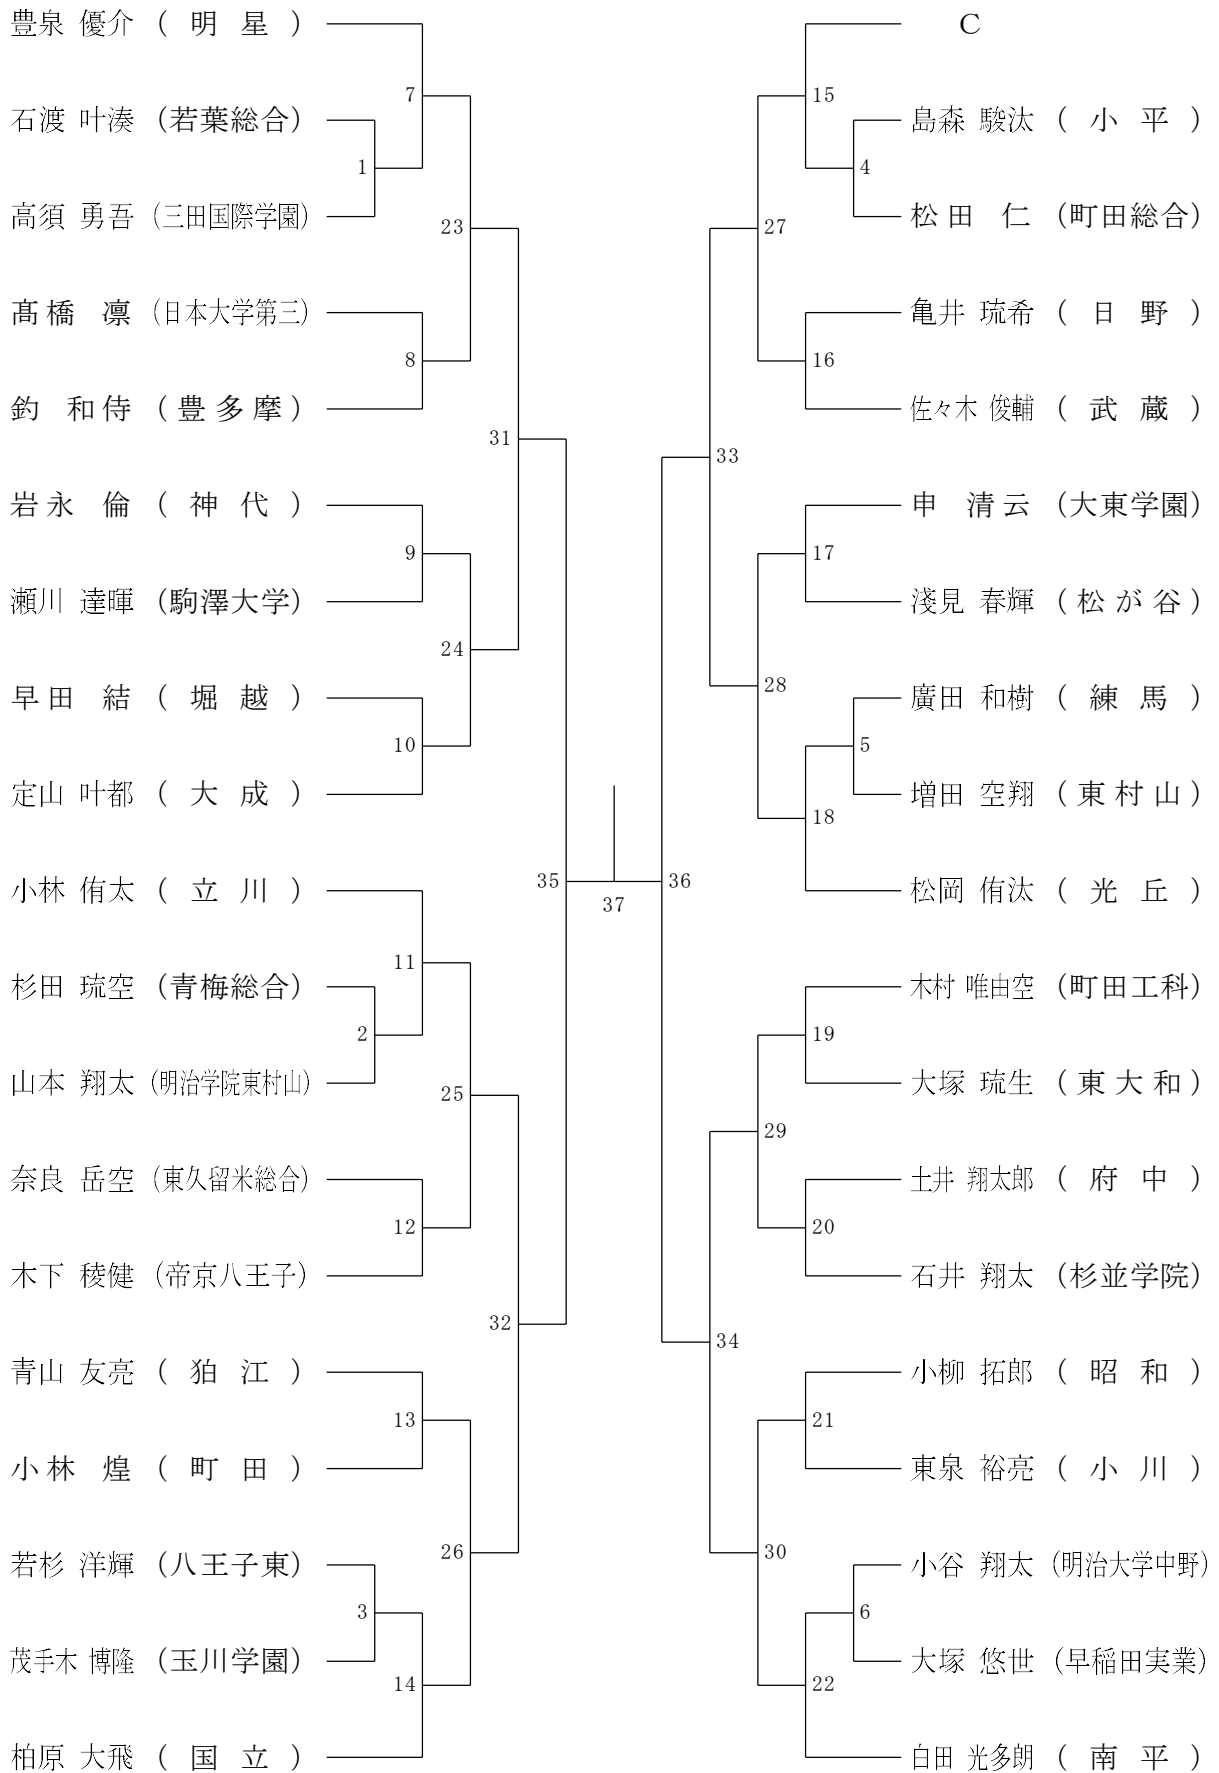 豊泉 優介 ( 明 星 )
7
石渡 叶湊 (若葉総合)
1
高須 勇吾 (三田国際学園)
23
髙橋 凛 (日本大学第三)
8
釣 和侍 (豊多摩)
31
岩永 倫 ( 神 代 )
9
瀬川 達暉 (駒澤大学)
24
早田 結 ( 堀 越 )
10
定山 叶都 ( 大 成 )
35
小林 侑太 ( 立 川 )
11
杉田 琉空 (青梅総合)
2
山本 翔太 (明治学院東村山)
25
奈良 岳空 (東久留米総合)
12
木下 稜健 (帝京八王子)
32
青山 友亮 ( 狛 江 )
13
小林 煌 ( 町 田 )
26
若杉 洋輝 (八王子東)
3
茂手木 博隆 (玉川学園)
14
柏原 大飛 ( 国 立 )
37
C
15
島森 駿汰 ( 小 平 )
4
松田 仁 (町田総合)
27
亀井 琉希 ( 日 野 )
16
佐々木 俊輔 ( 武 蔵 )
33
申 清云 (大東学園)
17
淺見 春輝 (松が谷)
28
廣田 和樹 ( 練 馬 )
5
増田 空翔 (東村山)
18
松岡 侑汰 ( 光 丘 )
36
木村 唯由空 (町田工科)
19
大塚 琉生 (東大和)
29
土井 翔太郎 ( 府 中 )
20
石井 翔太 (杉並学院)
34
小柳 拓郎 ( 昭 和 )
21
東泉 裕亮 ( 小 川 )
30
小谷 翔太 (明治大学中野)
6
大塚 悠世 (早稲田実業)
22
白田 光多朗 ( 南 平 )